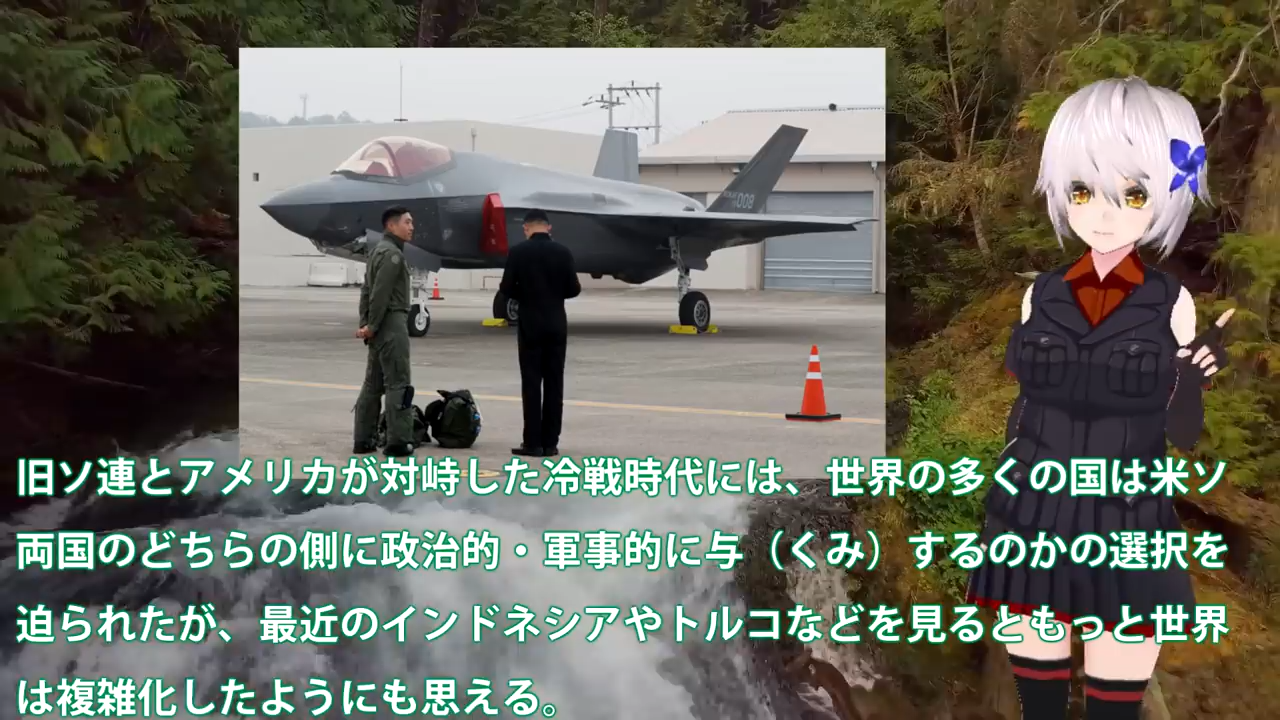 008
旧ソ連とアメリカが対峙した冷戦時代には、世界の多くの国は米ソ
両国のどちらの側に政治的・軍事的に与（くみ）するのかの選択を
迫られたが、最近のインドネシアやトルコなどを見るともっと世界
は複雑化したようにも思える。